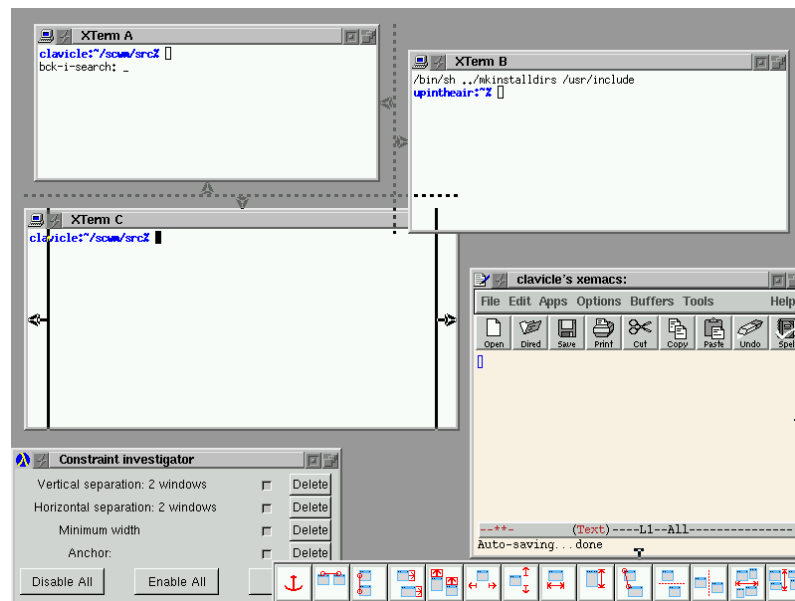 XTerm A
clavicle:~/scwm/src%
bck-i-search: _
XTerm B
/bin/sh ../mkinstalldirs /usr/include
upintheair:~%
XTerm C
clavicle:~/scwm/src%
clavicle's xemacs:
File Edit Apps Options Buffers Tools Help
Open Dired Save Print Cut Copy Paste Undo Spel
--**- (Text)----L1--All----------------
Auto-saving...done
Constraint investigator
Vertical separation: 2 windows Delete
Horizontal separation: 2 windows Delete
Minimum width Delete
Anchor: Delete
Disable All Enable All